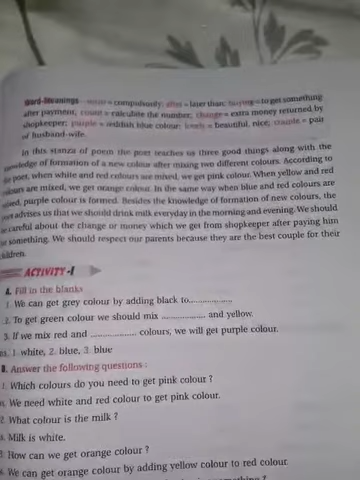 Word-Meanings—must = compulsorily; after = later than; buying = to get something
after payment; count = calculate the number; change = extra money returned by
shopkeeper; purple = reddish blue colour; lovely = beautiful, nice; couple = pair
of husband-wife.
In this stanza of poem the poet teaches us three good things along with the
knowledge of formation of a new colour after mixing two different colours. According to
poet, when white and red colours are mixed, we get pink colour. When yellow and red
colours are mixed, we get orange colour. In the same way when blue and red colours are
mixed, purple colour is formed. Besides the knowledge of formation of new colours, the
poet advises us that we should drink milk everyday in the morning and evening. We should
be careful about the change or money which we get from shopkeeper after paying him
something. We should respect our parents because they are the best couple for their
children.
ACTIVITY-1
A. Fill in the blanks
1. We can get grey colour by adding black to..................
2. To get green colour we should mix .................. and yellow.
3. If we mix red and .................. colours, we will get purple colour.
1. white, 2. blue, 3. blue
B. Answer the following questions :
1. Which colours do you need to get pink colour ?
We need white and red colour to get pink colour.
2. What colour is the milk ?
Milk is white.
3. How can we get orange colour ?
We can get orange colour by adding yellow colour to red colour.